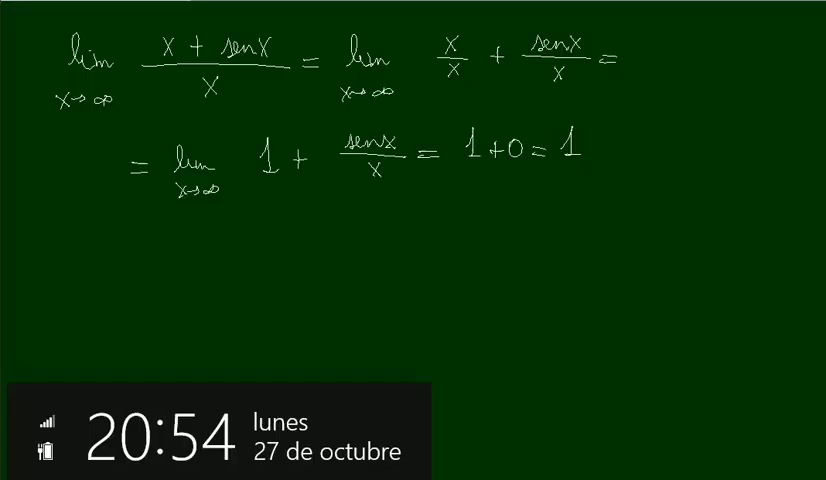 lim x→∞ (x + senx)/x = lim x→∞ x/x + senx/x =
= lim x→∞ 1 + senx/x = 1+0 = 1
20:54 lunes
27 de octubre